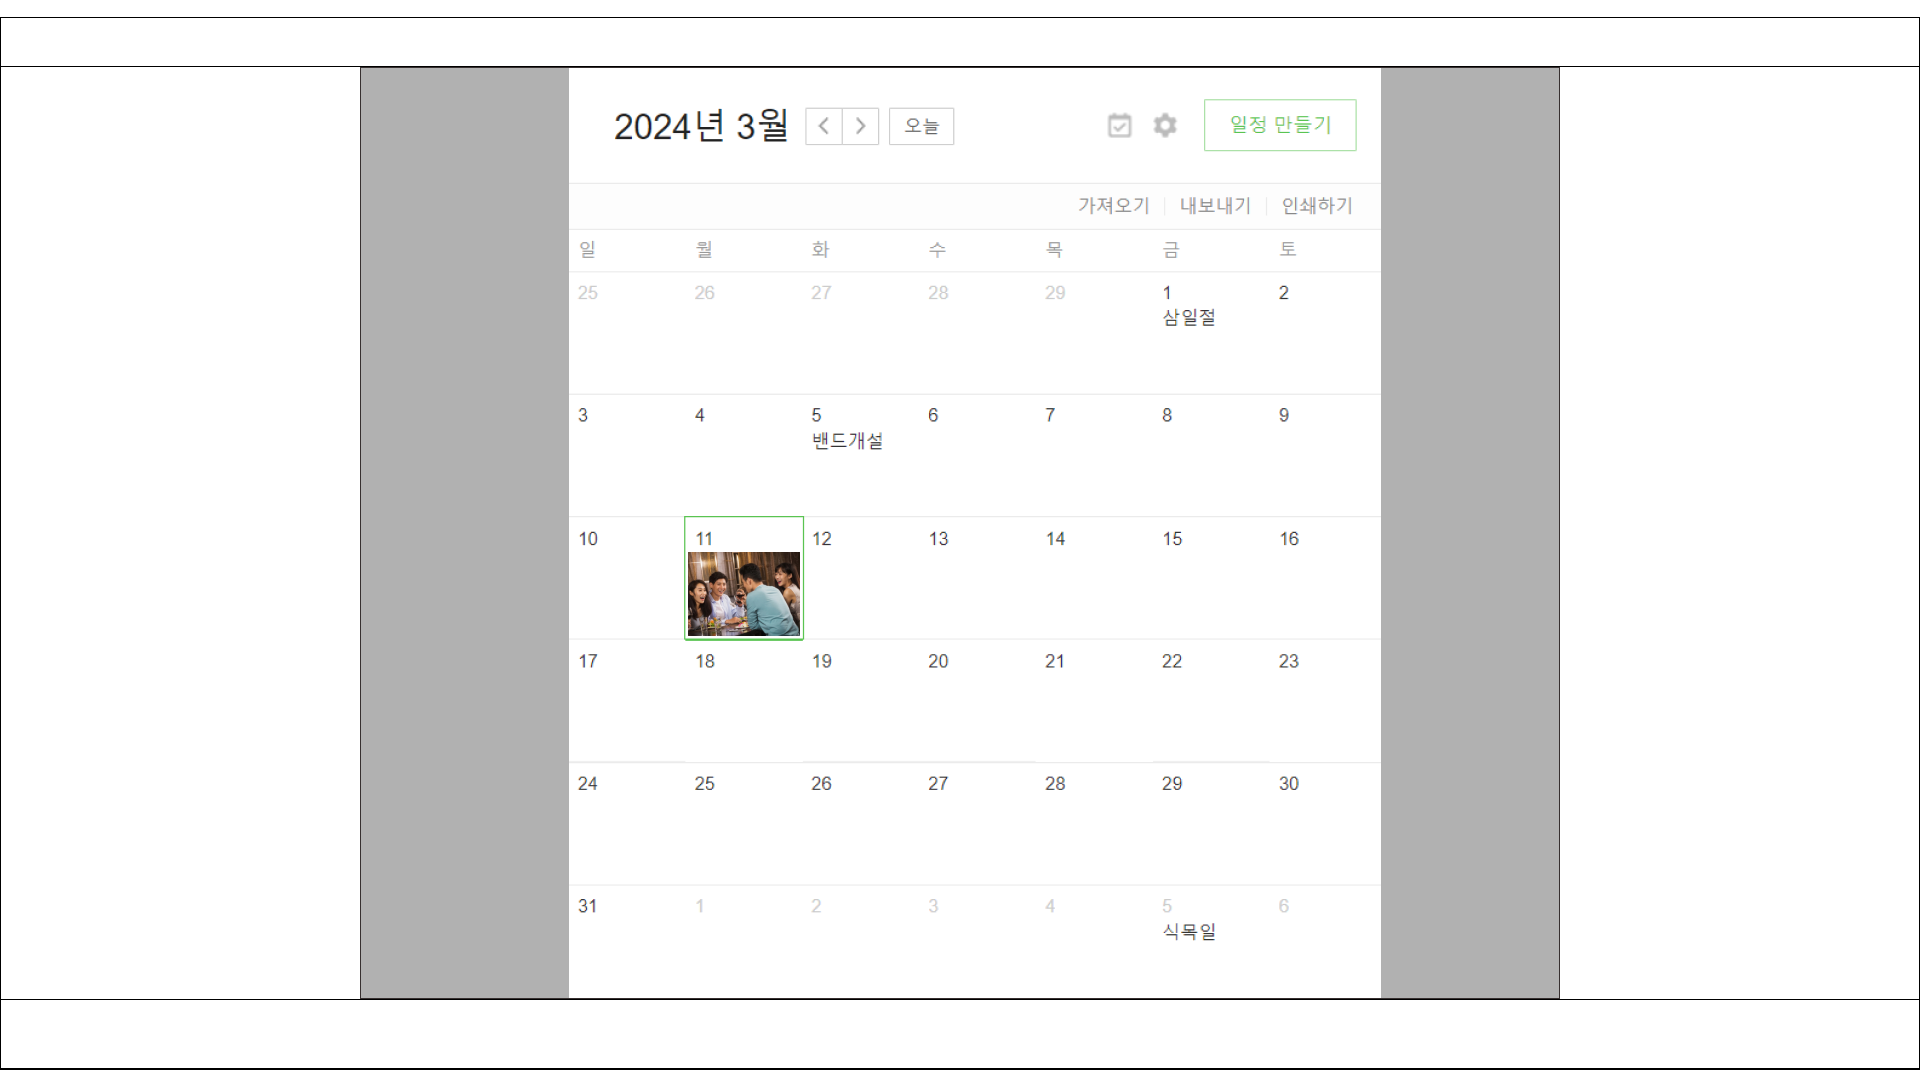 2024년 3월 오늘 일정 만들기
가져오기 내보내기 인쇄하기
일 월 화 수 목 금 토
25 26 27 28 29 1 2
삼일절
3 4 5 6 7 8 9
밴드개설
10 11 12 13 14 15 16
17 18 19 20 21 22 23
24 25 26 27 28 29 30
31 1 2 3 4 5 6
식목일